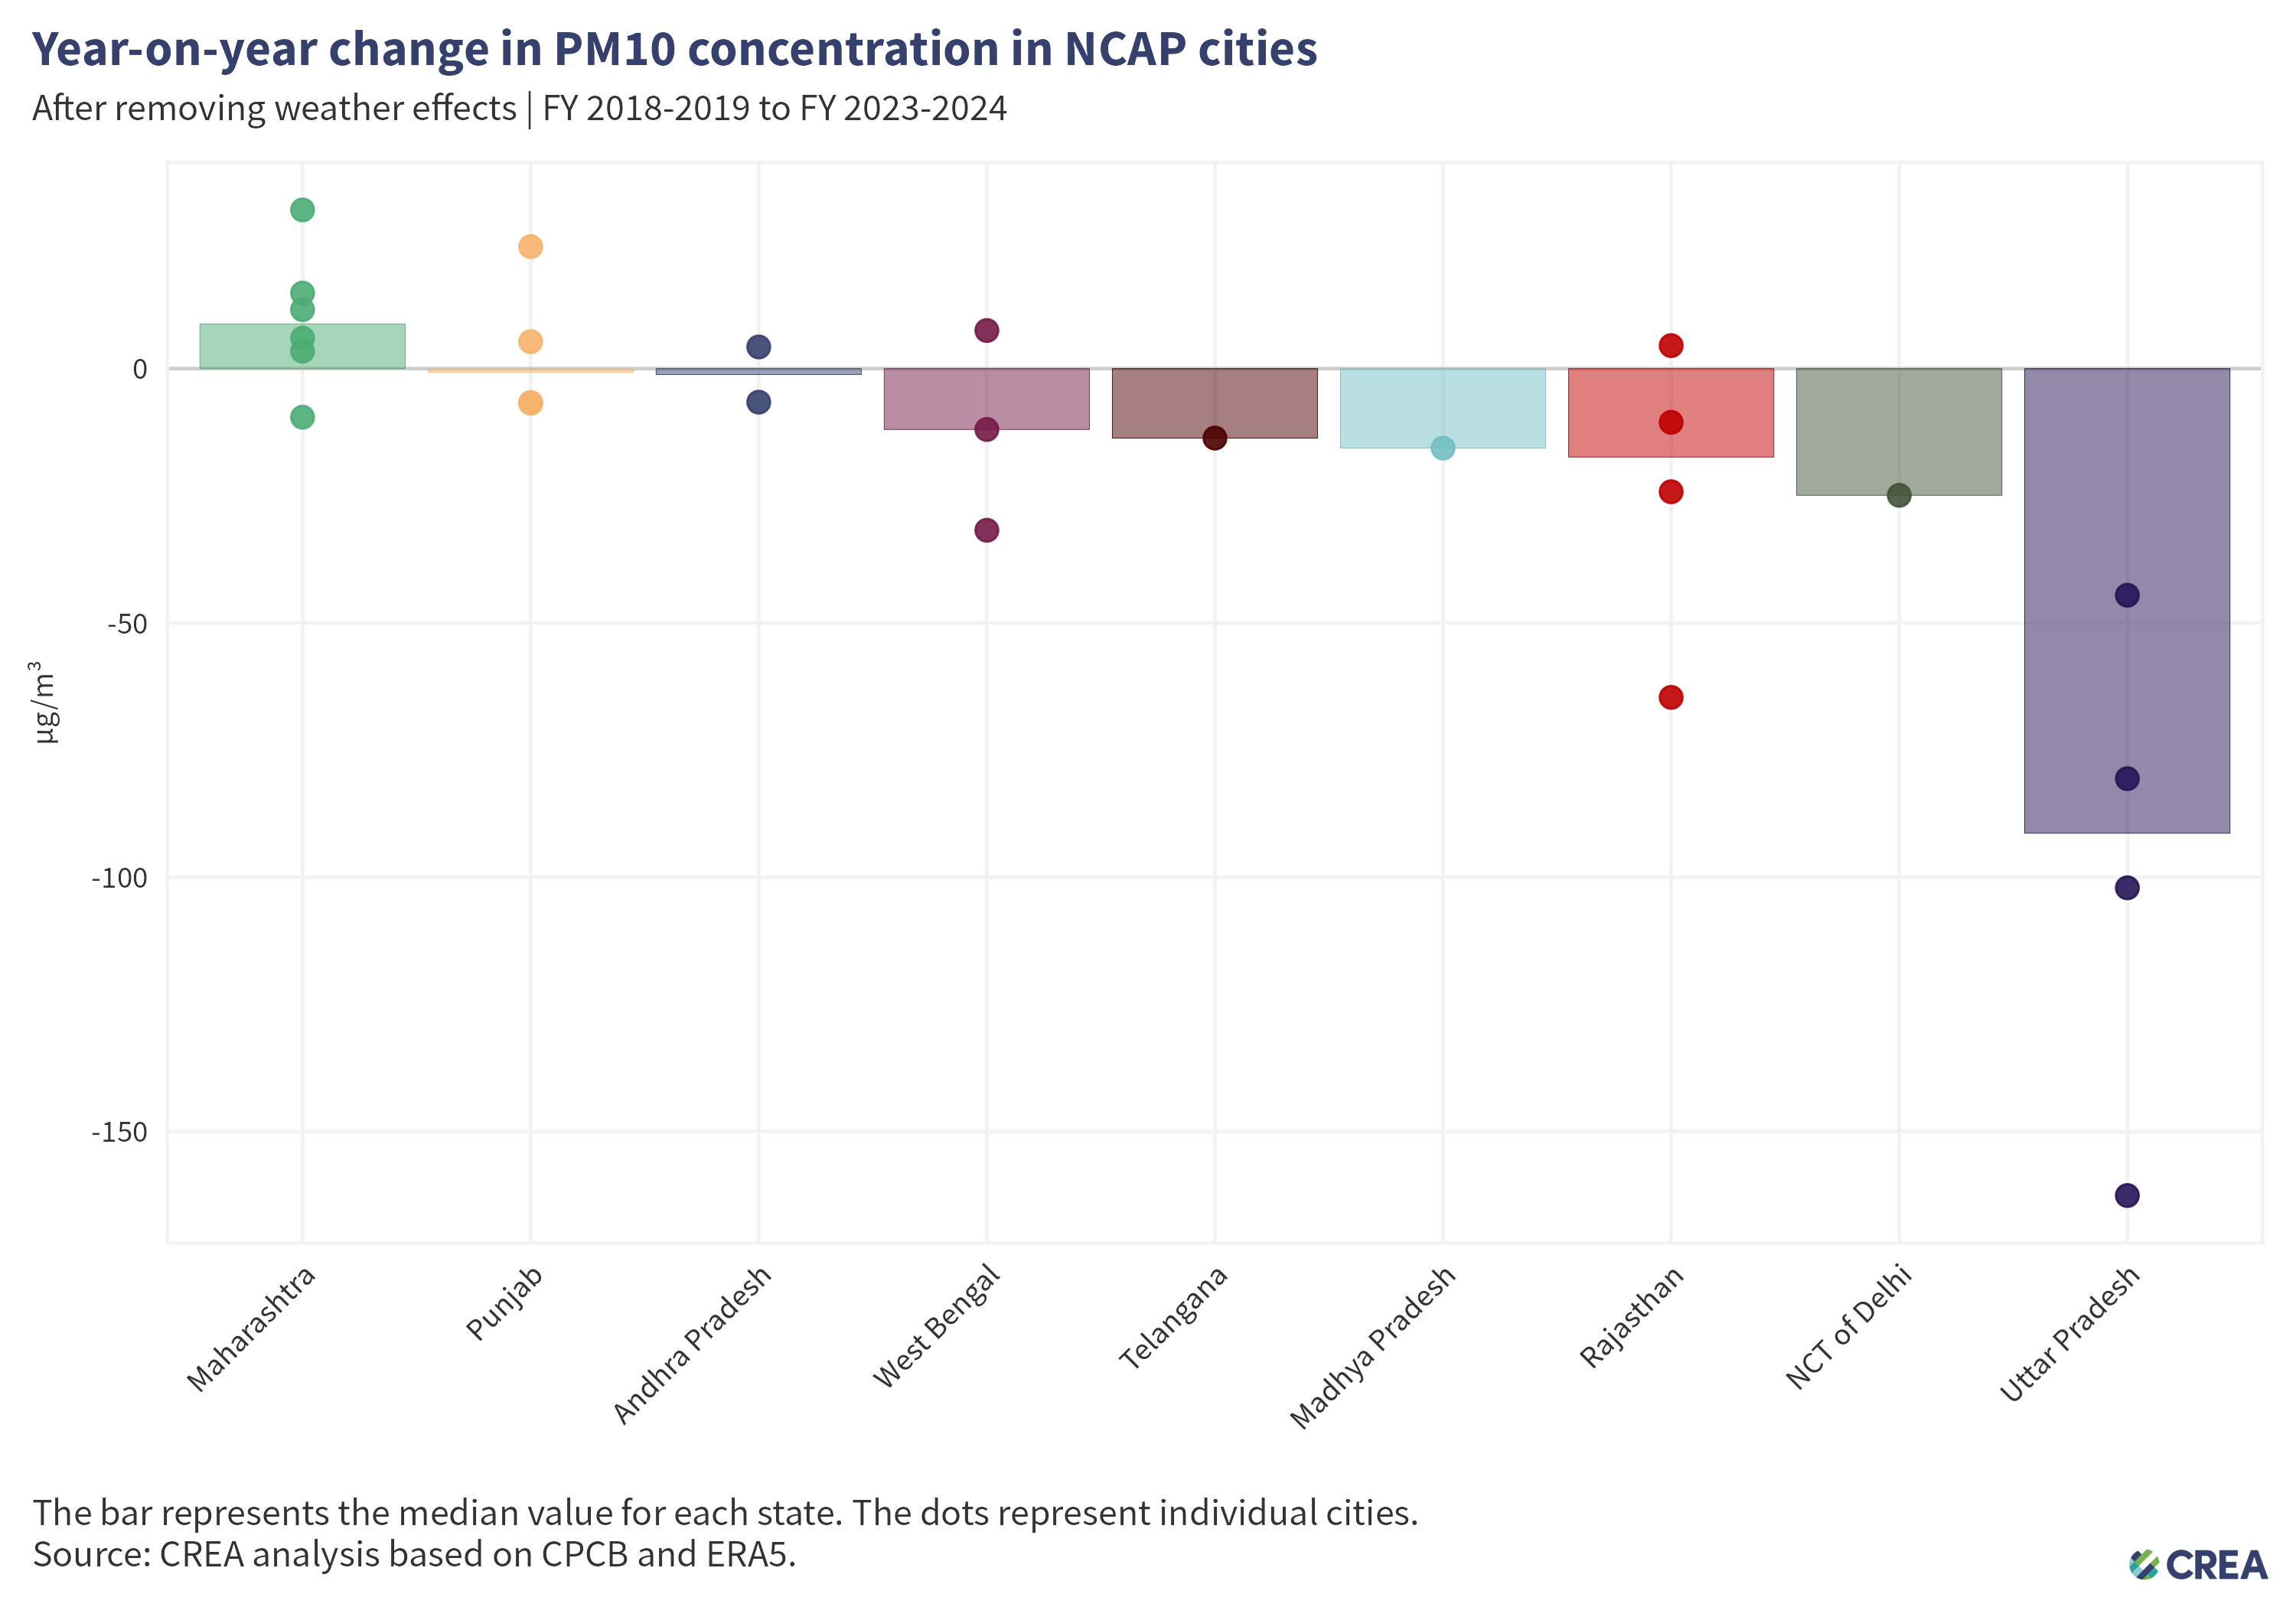 Year-on-year change in PM10 concentration in NCAP cities
After removing weather effects | FY 2018-2019 to FY 2023-2024
0
-50
-100
-150
µg/m³
Maharashtra
Punjab
Andhra Pradesh
West Bengal
Telangana
Madhya Pradesh
Rajasthan
NCT of Delhi
Uttar Pradesh
The bar represents the median value for each state. The dots represent individual cities.
Source: CREA analysis based on CPCB and ERA5.
CREA